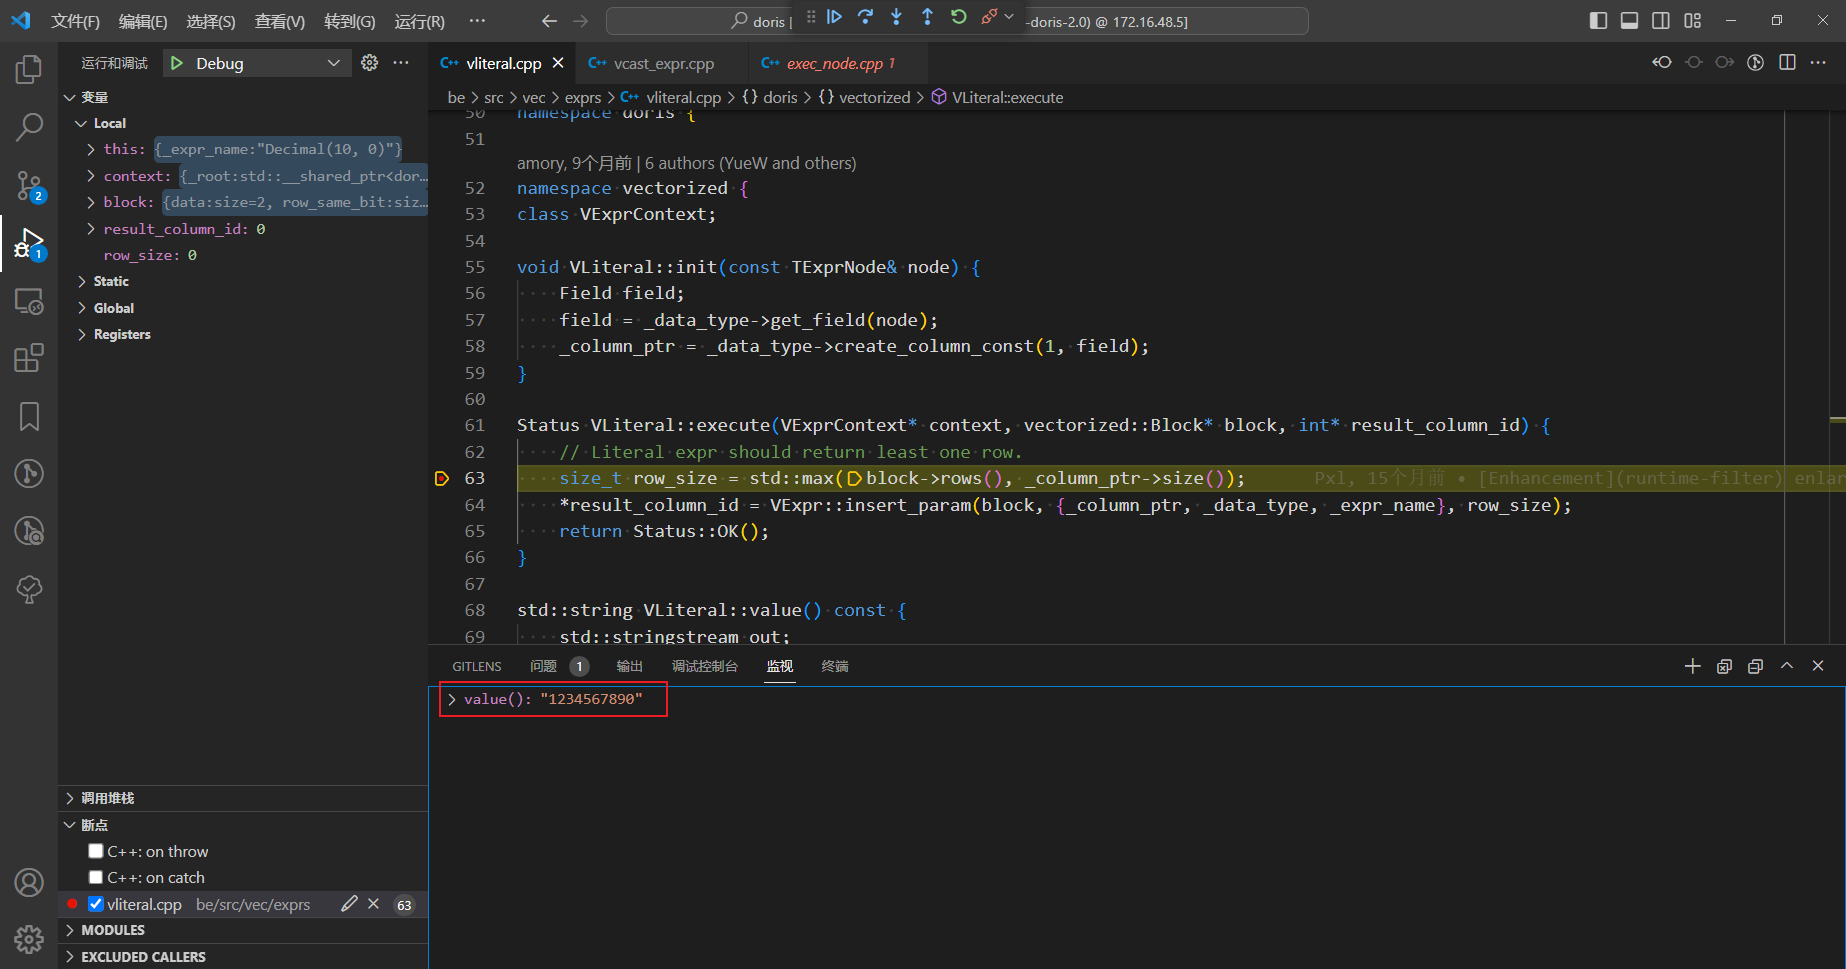 文件(F) 编辑(E) 选择(S) 查看(V) 转到(G) 运行(R) ···
doris [
-doris-2.0) @ 172.16.48.5]
运行和调试
Debug
变量
Local
this: {_expr_name:"Decimal(10, 0)"}
context: {_root:std::__shared_ptr<dor…
block: {data:size=2, row_same_bit:siz…
result_column_id: 0
row_size: 0
Static
Global
Registers
2
1
调用堆栈
断点
C++: on throw
C++: on catch
vliteral.cpp be/src/vec/exprs 63
MODULES
EXCLUDED CALLERS
C++ vliteral.cpp
C++ vcast_expr.cpp
C++ exec_node.cpp 1
be > src > vec > exprs > C++ vliteral.cpp > {} doris > {} vectorized > VLiteral::execute
50 namespace doris {
51
amory, 9个月前 | 6 authors (YueW and others)
52 namespace vectorized {
53 class VExprContext;
54
55 void VLiteral::init(const TExprNode& node) {
56 Field field;
57 field = _data_type->get_field(node);
58 _column_ptr = _data_type->create_column_const(1, field);
59 }
60
61 Status VLiteral::execute(VExprContext* context, vectorized::Block* block, int* result_column_id) {
62 // Literal expr should return least one row.
63 size_t row_size = std::max(block->rows(), _column_ptr->size()); Pxl, 15个月前 • [Enhancement](runtime-filter) enlar
64 *result_column_id = VExpr::insert_param(block, {_column_ptr, _data_type, _expr_name}, row_size);
65 return Status::OK();
66 }
67
68 std::string VLiteral::value() const {
69 std::stringstream out;
GITLENS 问题 1 输出 调试控制台 监视 终端
value(): "1234567890"